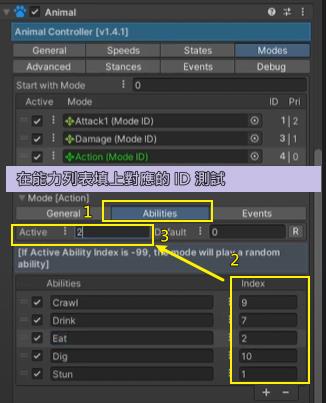 Animal
Animal Controller [v1.4.1]
General Speeds States Modes
Advanced Stances Events Debug
Start with Mode 0
Active Mode ID Pri
Attack1 (Mode ID) 1 2
Damage (Mode ID) 3 1
Action (Mode ID) 4 0
在能力列表填上對應的 ID 測試
Mode [Action]
General 1 Abilities Events
Active 2 3 Default 0 R
[If Active Ability Index is -99, the mode will play a random
ability]
2
Abilities Index
Crawl 9
Drink 7
Eat 2
Dig 10
Stun 1
+ −